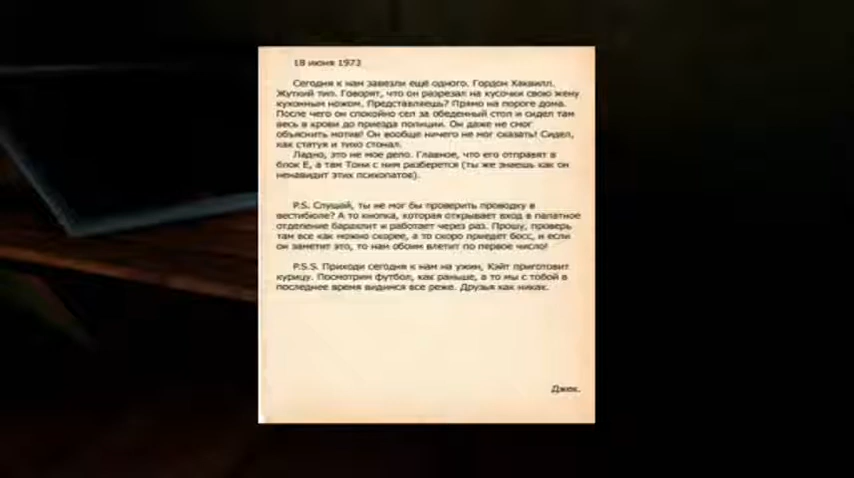 18 июня 1973
Сегодня к нам завезли ещё одного. Гордон Хаквилл.
Жуткий тип. Говорят, что он разрезал на кусочки свою жену
кухонным ножом. Представляешь? Прямо на пороге дома.
После чего он спокойно сел за обеденный стол и сидел там
весь в крови до приезда полиции. Он даже не смог
объяснить мотив! Он вообще ничего не мог сказать! Сидел,
как статуя и тихо стонал.
Ладно, это не мое дело. Главное, что его отправят в
блок Е, а там Тони с ним разберется (ты же знаешь как он
ненавидит этих психопатов).
P.S. Слушай, ты не мог бы проверить проводку в
вестибюле? А то кнопка, которая открывает вход в палатное
отделение барахлит и работает через раз. Прошу, проверь
там все как можно скорее, а то скоро приедет босс, и если
он заметит это, то нам обоим влетит по первое число!
P.S.S. Приходи сегодня к нам на ужин, Кэйт приготовит
курицу. Посмотрим футбол, как раньше, а то мы с тобой в
последнее время видимся все реже. Друзья как никак.
Джек.